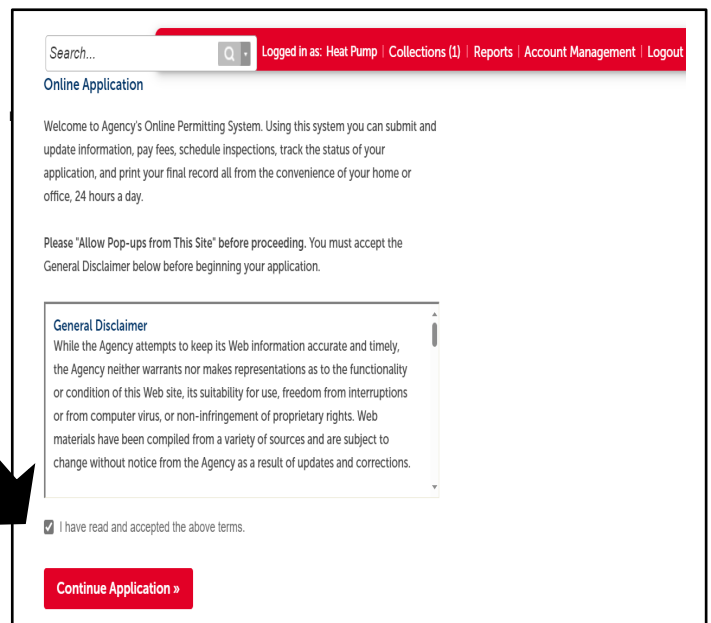 Search...
Logged in as: Heat Pump | Collections (1) | Reports | Account Management | Logout
Online Application
Welcome to Agency's Online Permitting System. Using this system you can submit and
update information, pay fees, schedule inspections, track the status of your
application, and print your final record all from the convenience of your home or
office, 24 hours a day.
Please "Allow Pop-ups from This Site" before proceeding. You must accept the
General Disclaimer below before beginning your application.
General Disclaimer
While the Agency attempts to keep its Web information accurate and timely,
the Agency neither warrants nor makes representations as to the functionality
or condition of this Web site, its suitability for use, freedom from interruptions
or from computer virus, or non-infringement of proprietary rights. Web
materials have been compiled from a variety of sources and are subject to
change without notice from the Agency as a result of updates and corrections.
I have read and accepted the above terms.
Continue Application »